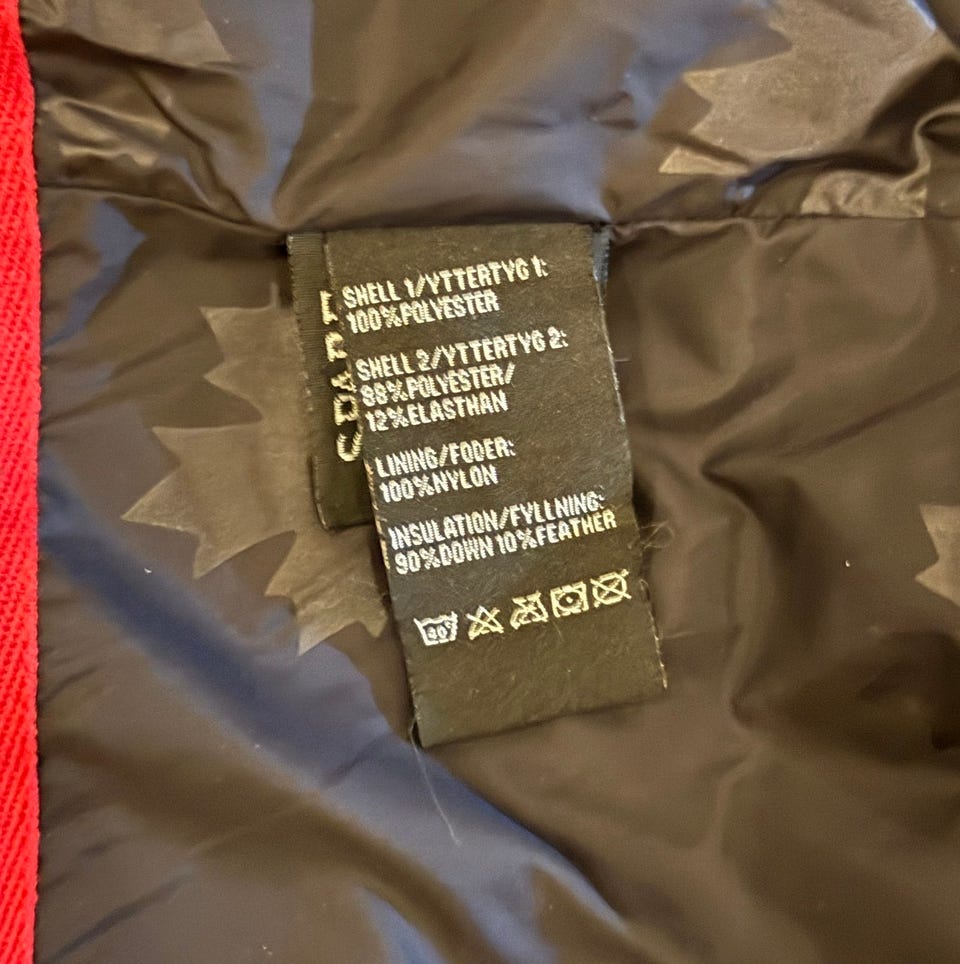 SHELL 1/YTTERTYG 1:
100%POLYESTER
SHELL 2/YTTERTYG 2:
88%POLYESTER/
12%ELASTHAN
LINING/FODER:
100%NYLON
INSULATION/FYLLNING:
90%DOWN 10%FEATHER
40°